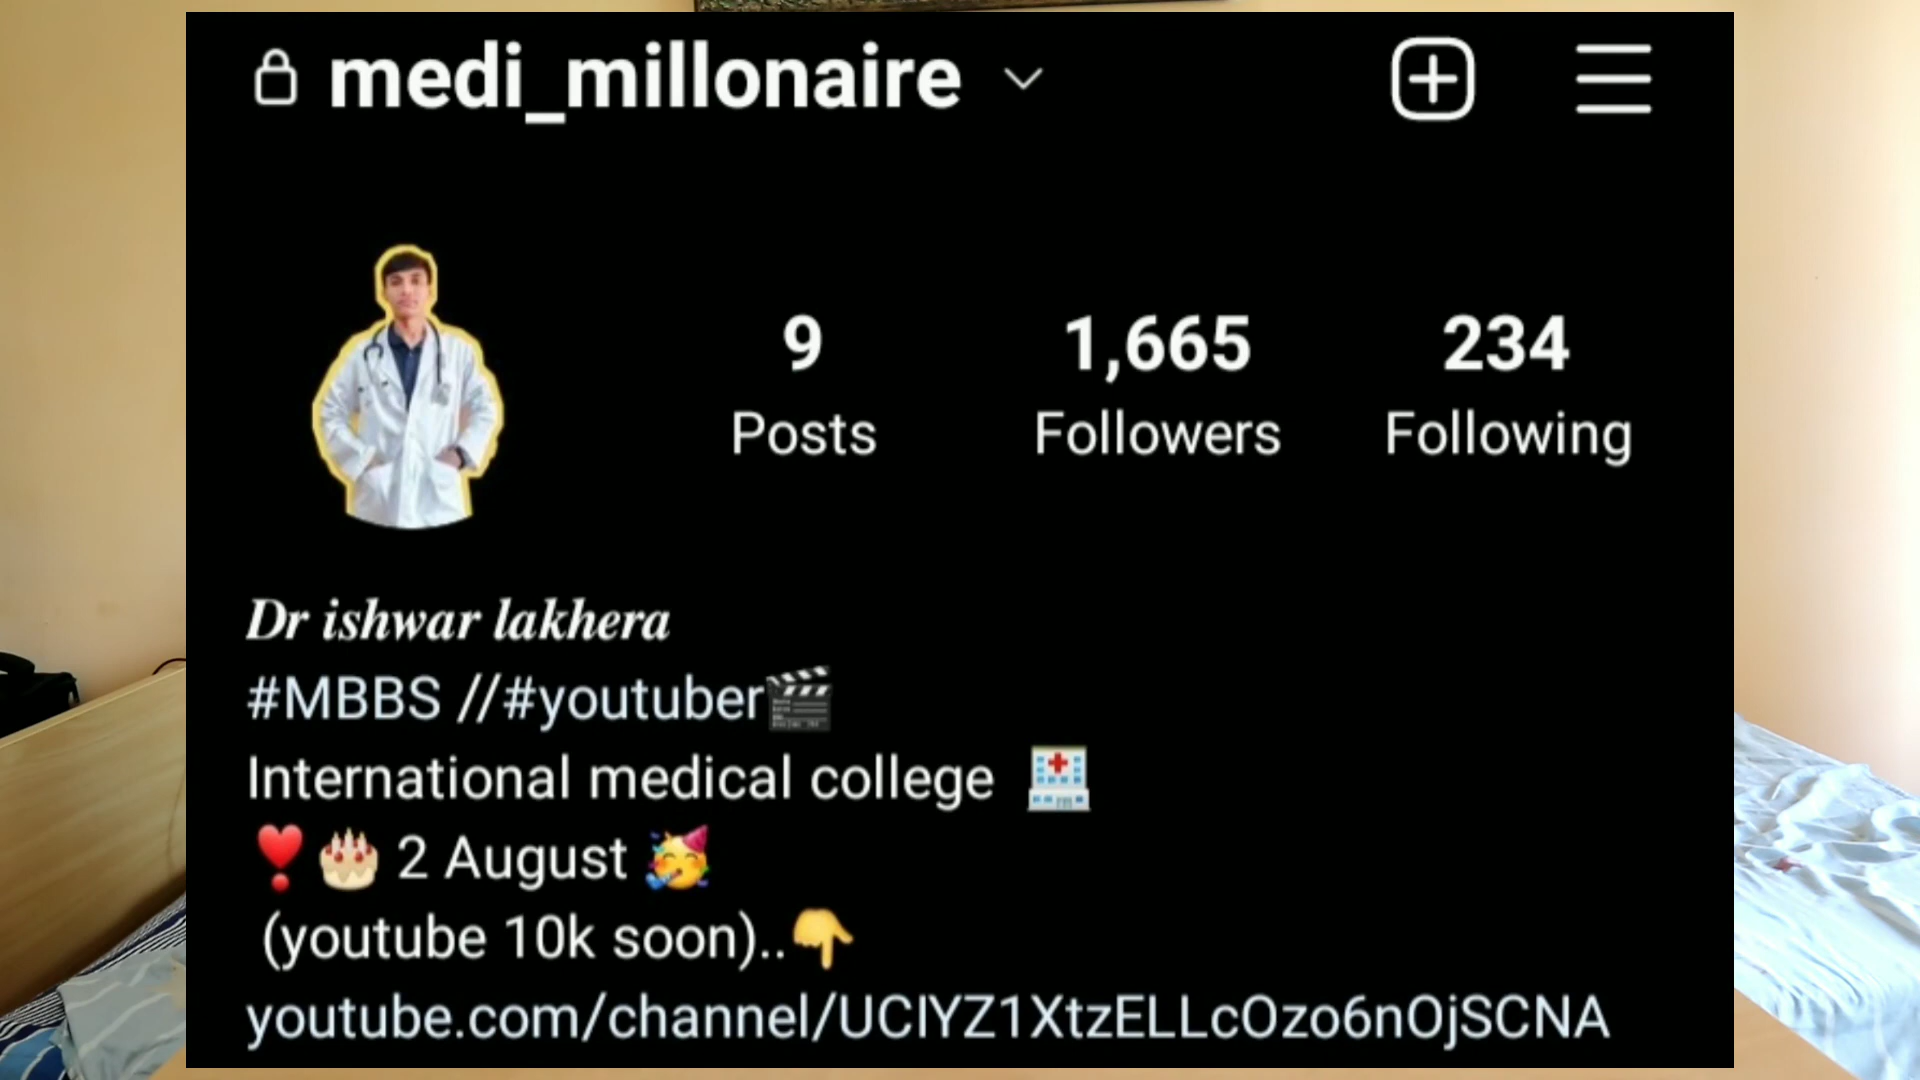 medi_millonaire
9 1,665 234
Posts Followers Following
Dr ishwar lakhera
#MBBS //#youtuber🎬
International medical college 🏥
❣️🎂 2 August 🥳
(youtube 10k soon)..👇
youtube.com/channel/UCIYZ1XtzELLcOzo6nOjSCNA